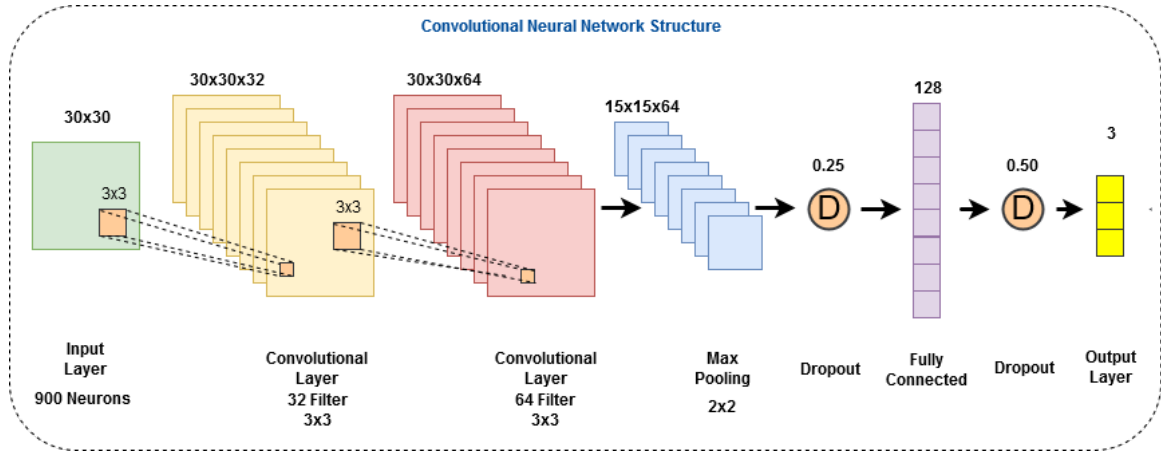 Convolutional Neural Network Structure
30x30
30x30x32
30x30x64
15x15x64
0.25
128
0.50
3
3x3
3x3
D
D
Input
Layer
900 Neurons
Convolutional
Layer
32 Filter
3x3
Convolutional
Layer
64 Filter
3x3
Max
Pooling
2x2
Dropout
Fully
Connected
Dropout
Output
Layer